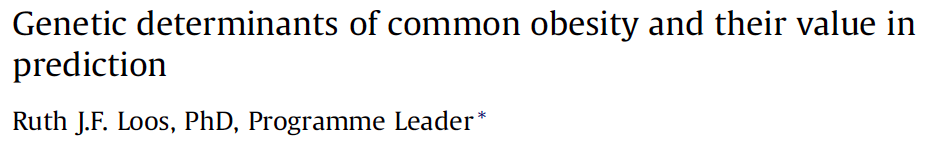 Genetic determinants of common obesity and their value in
prediction
Ruth J.F. Loos, PhD, Programme Leader*